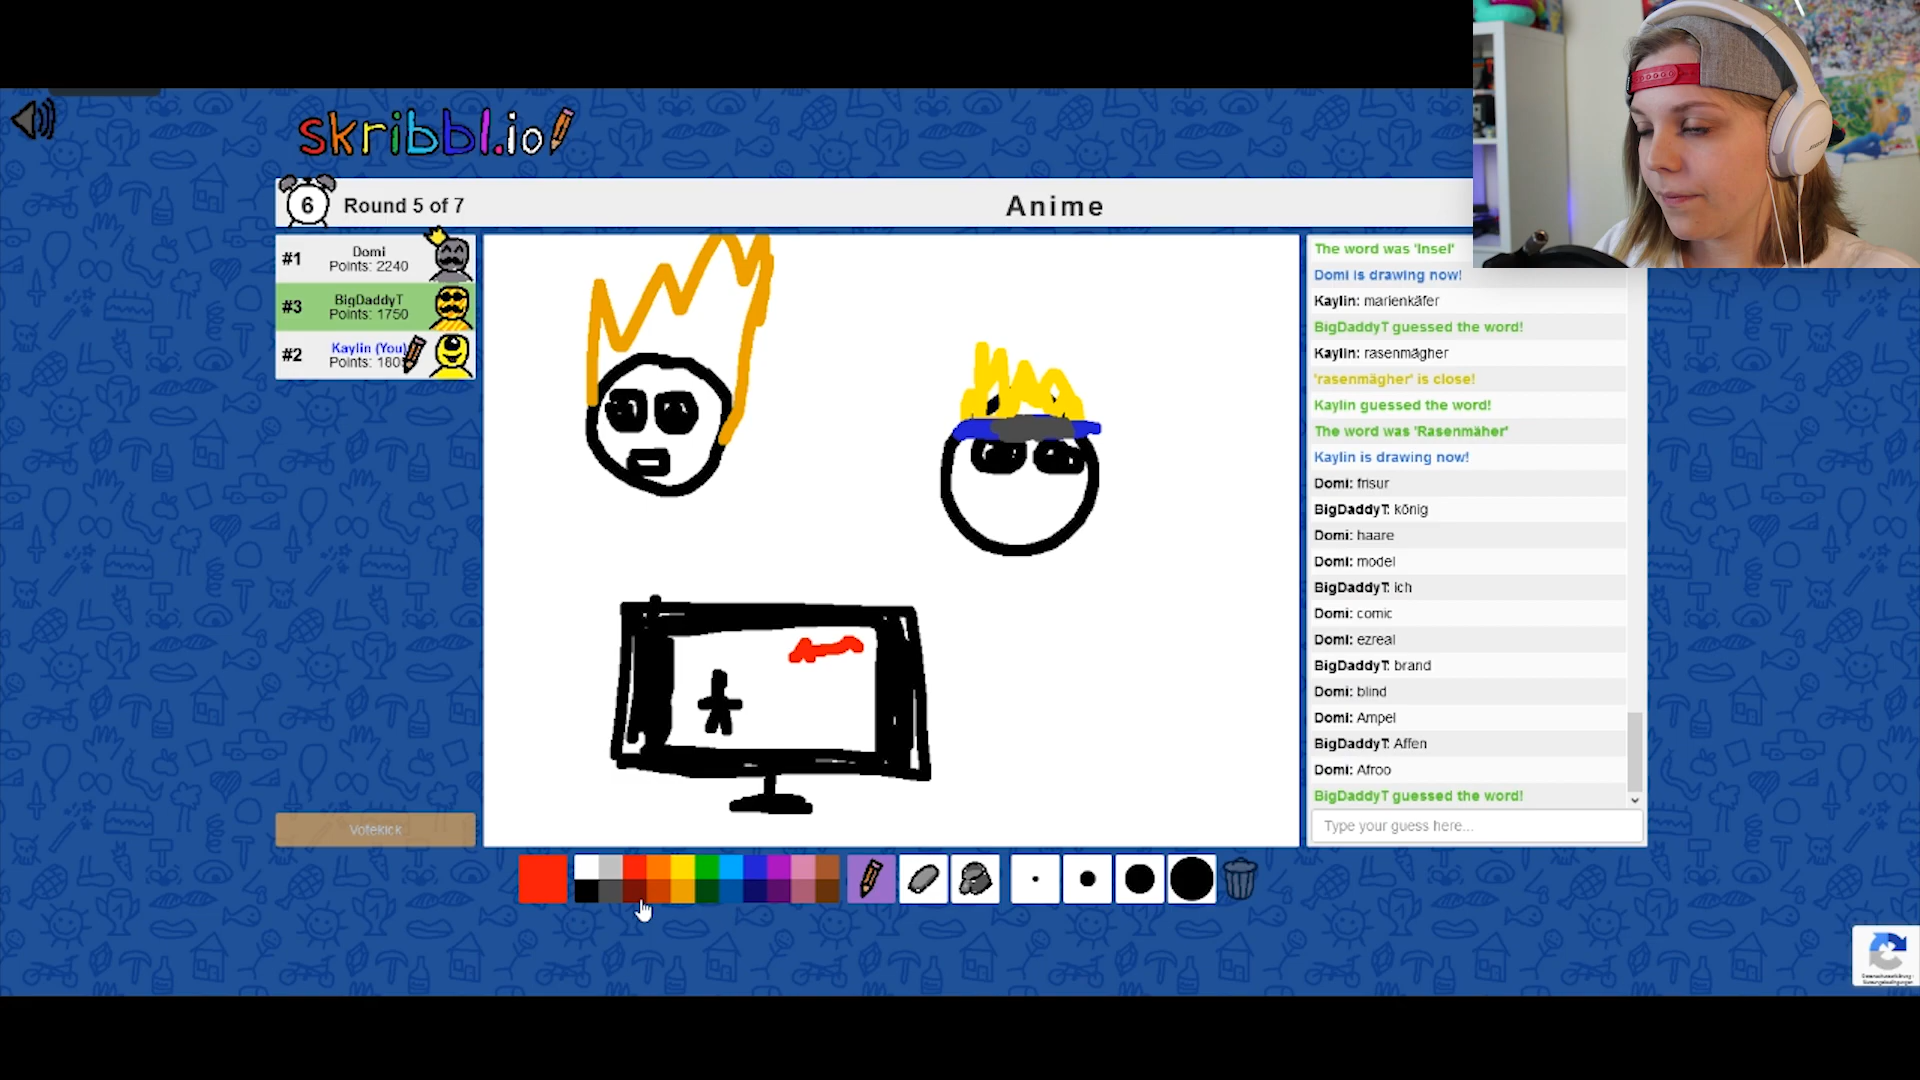 skribbl.io
6
Round 5 of 7
Anime
#1
Domi
Points: 2240
#3
BigDaddyT
Points: 1750
#2
Kaylin (You)
Points: 180
Votekick
The word was 'Insel'
Domi is drawing now!
Kaylin: marienkäfer
BigDaddyT guessed the word!
Kaylin: rasenmägher
'rasenmägher' is close!
Kaylin guessed the word!
The word was 'Rasenmäher'
Kaylin is drawing now!
Domi: frisur
BigDaddyT: könig
Domi: haare
Domi: model
BigDaddyT: ich
Domi: comic
Domi: ezreal
BigDaddyT: brand
Domi: blind
Domi: Ampel
BigDaddyT: Affen
Domi: Afroo
BigDaddyT guessed the word!
Type your guess here...